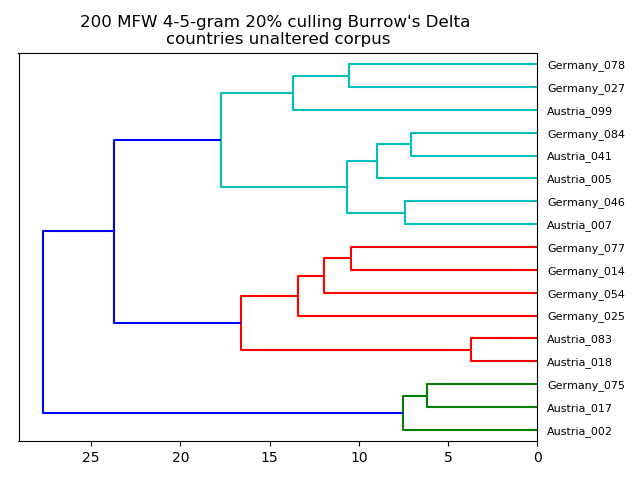 200 MFW 4-5-gram 20% culling Burrow's Delta
countries unaltered corpus
Germany_078
Germany_027
Austria_099
Germany_084
Austria_041
Austria_005
Germany_046
Austria_007
Germany_077
Germany_014
Germany_054
Germany_025
Austria_083
Austria_018
Germany_075
Austria_017
Austria_002
25 20 15 10 5 0